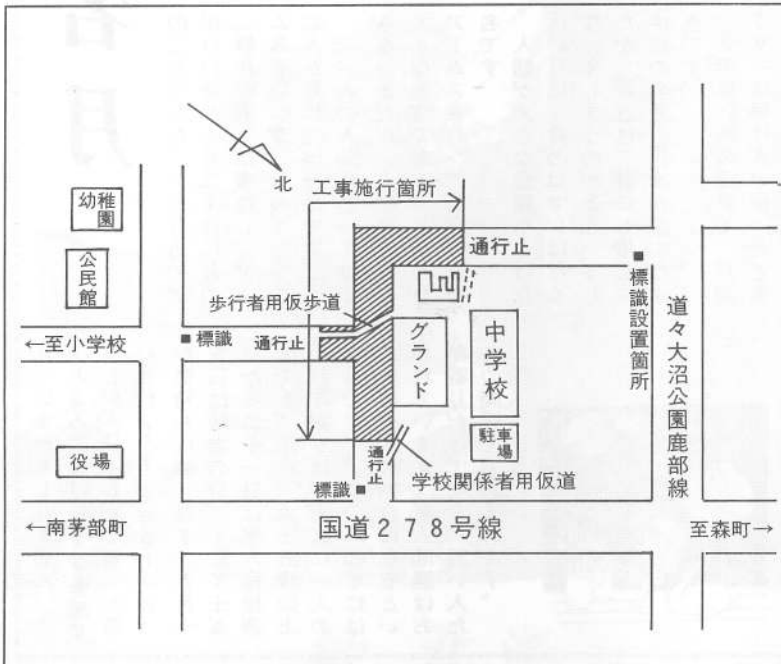 北
工事施行箇所
幼稚園
公民館
通行止
歩行者用仮歩道
←至小学校
■標識
通行止
グランド
中学校
駐車場
■標識設置箇所
道々大沼公園鹿部線
役場
通行止
学校関係者用仮道
標識■
←南茅部町
国道278号線
至森町→